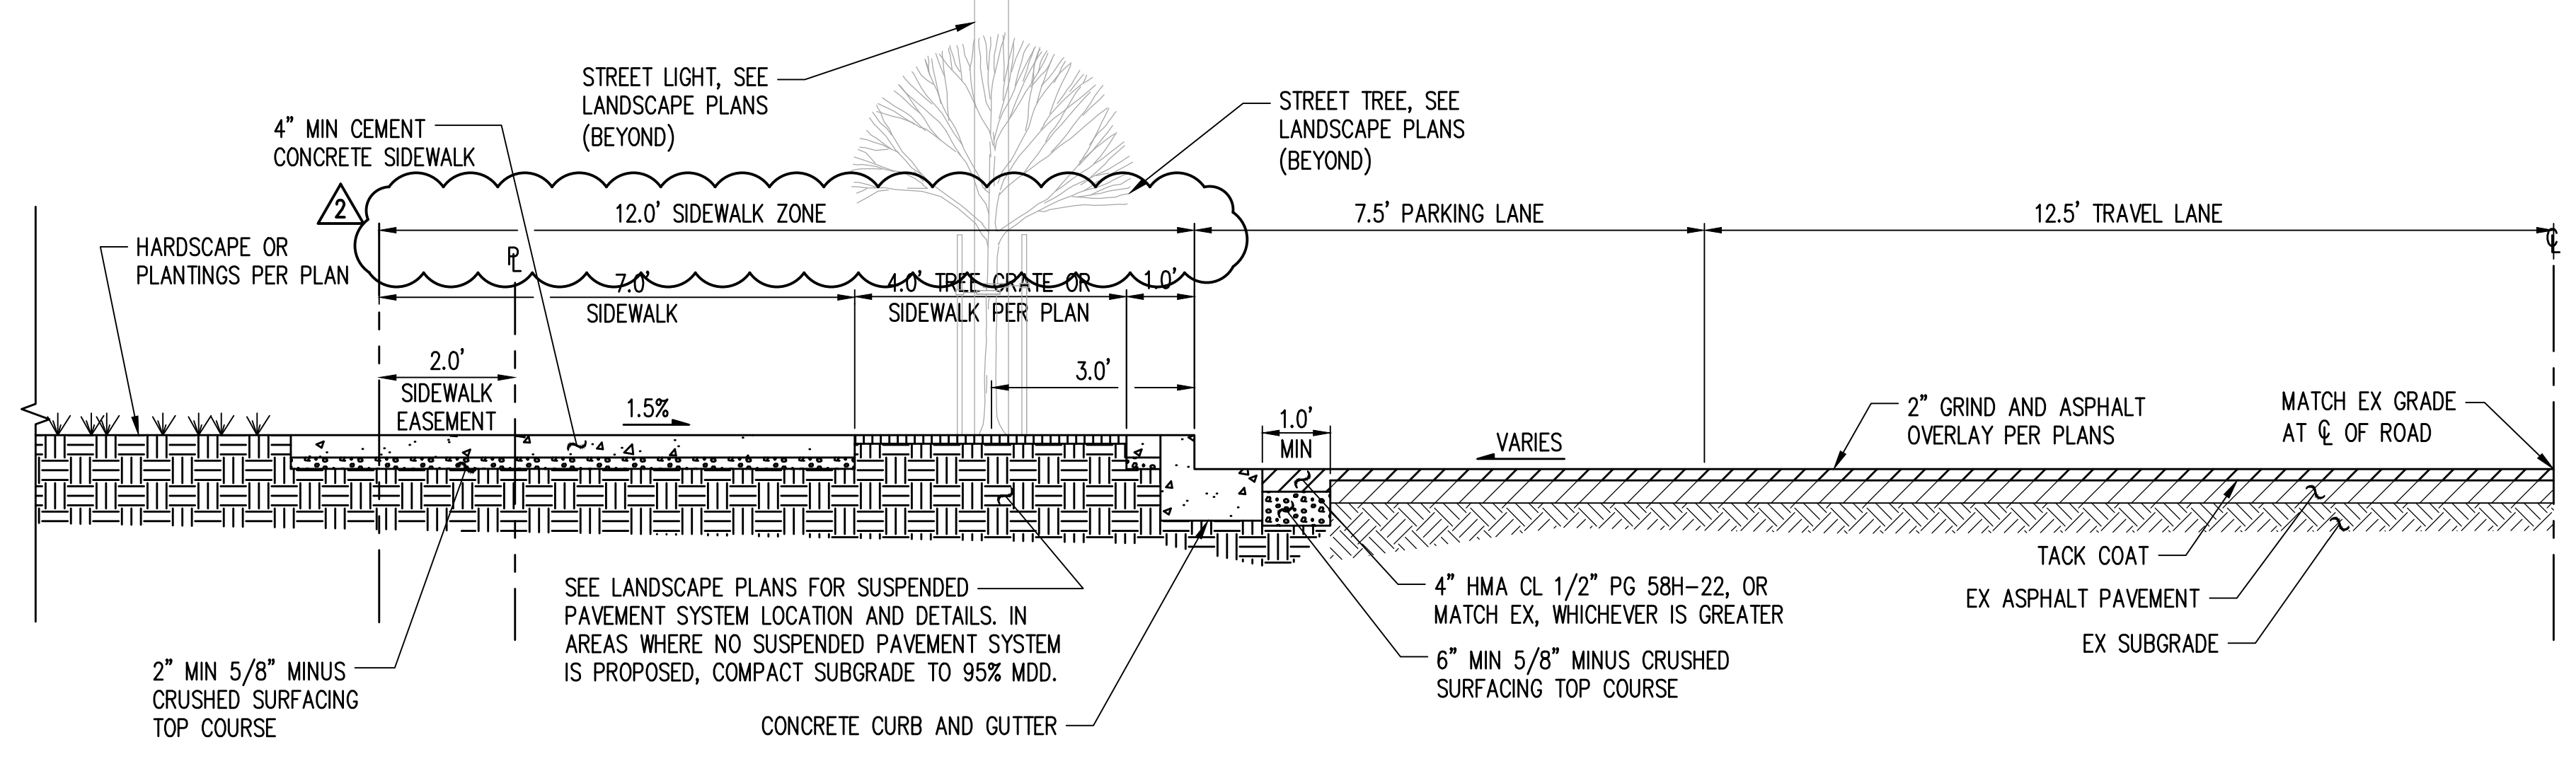 STREET LIGHT, SEE
LANDSCAPE PLANS
(BEYOND)
STREET TREE, SEE
LANDSCAPE PLANS
(BEYOND)
4" MIN CEMENT
CONCRETE SIDEWALK
2
12.0' SIDEWALK ZONE
7.5' PARKING LANE
12.5' TRAVEL LANE
HARDSCAPE OR
PLANTINGS PER PLAN
PL
CL
7.0'
SIDEWALK
4.0' TREE GRATE OR
SIDEWALK PER PLAN
1.0'
2.0'
SIDEWALK
EASEMENT
3.0'
1.5%
1.0'
MIN
VARIES
2" GRIND AND ASPHALT
OVERLAY PER PLANS
MATCH EX GRADE
AT CL OF ROAD
SEE LANDSCAPE PLANS FOR SUSPENDED
PAVEMENT SYSTEM LOCATION AND DETAILS. IN
AREAS WHERE NO SUSPENDED PAVEMENT SYSTEM
IS PROPOSED, COMPACT SUBGRADE TO 95% MDD.
2" MIN 5/8" MINUS
CRUSHED SURFACING
TOP COURSE
CONCRETE CURB AND GUTTER
4" HMA CL 1/2" PG 58H-22, OR
MATCH EX, WHICHEVER IS GREATER
6" MIN 5/8" MINUS CRUSHED
SURFACING TOP COURSE
TACK COAT
EX ASPHALT PAVEMENT
EX SUBGRADE